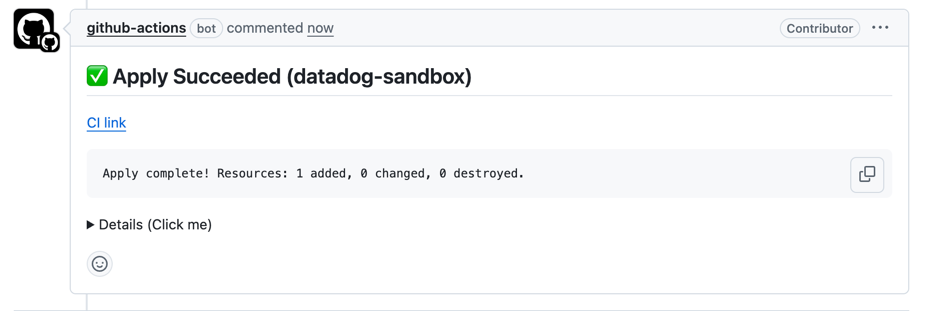 github-actions bot commented now Contributor ...
✅ Apply Succeeded (datadog-sandbox)
CI link
Apply complete! Resources: 1 added, 0 changed, 0 destroyed.
▶ Details (Click me)